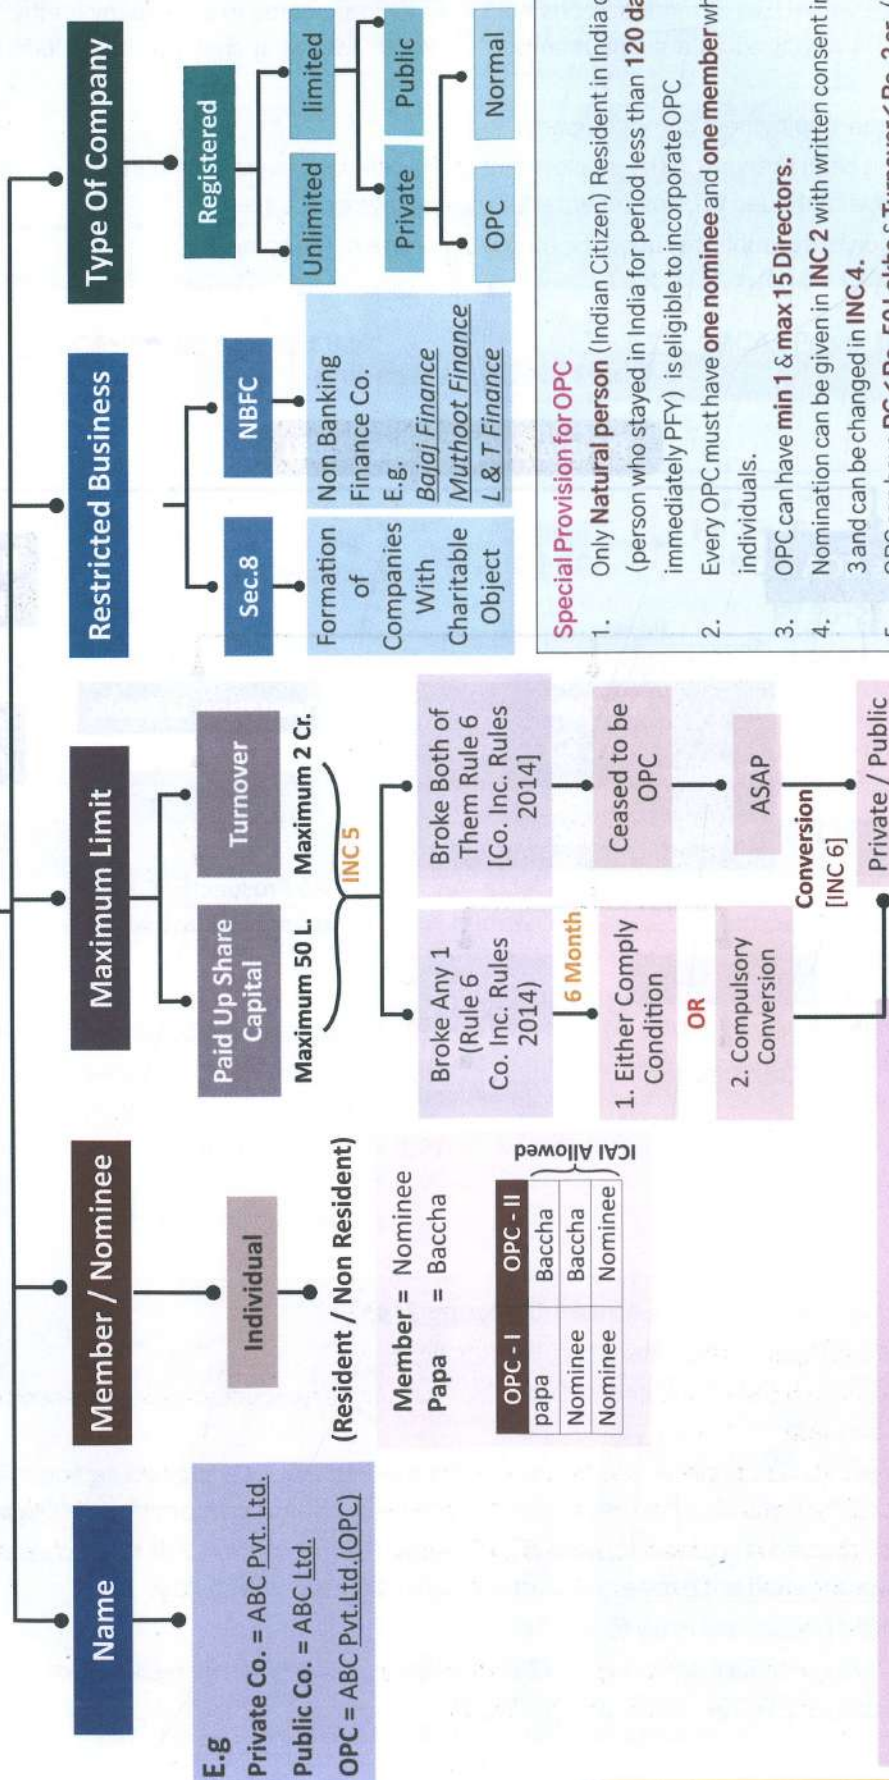 Name
E.g
Private Co. = ABC Pvt. Ltd.
Public Co. = ABC Ltd.
OPC = ABC Pvt.Ltd.(OPC)
Member / Nominee
Individual
(Resident / Non Resident)
Member = Nominee
Papa = Baccha
OPC - I OPC - II
papa Baccha
Nominee Baccha
Nominee Nominee
ICAI Allowed
Maximum Limit
Paid Up Share
Capital
Turnover
Maximum 50 L. Maximum 2 Cr.
INC 5
Broke Any 1
(Rule 6
Co. Inc. Rules
2014)
Broke Both of
Them Rule 6
[Co. Inc. Rules
2014]
6 Month
1. Either Comply
Condition
OR
2. Compulsory
Conversion
Ceased to be
OPC
ASAP
Conversion
[INC 6]
Private / Public
Restricted Business
Sec.8
NBFC
Formation
of
Companies
With
Charitable
Object
Non Banking
Finance Co.
E.g.
Bajaj Finance
Muthoot Finance
L & T Finance
Type Of Company
Registered
Unlimited
limited
Private
Public
OPC
Normal
Special Provision for OPC
1. Only Natural person (Indian Citizen) Resident in India
(person who stayed in India for period less than 120 da
immediately PFY) is eligible to incorporate OPC
2. Every OPC must have one nominee and one member wh
individuals.
3. OPC can have min 1 & max 15 Directors.
4. Nomination can be given in INC 2 with written consent in
3 and can be changed in INC 4.
5.